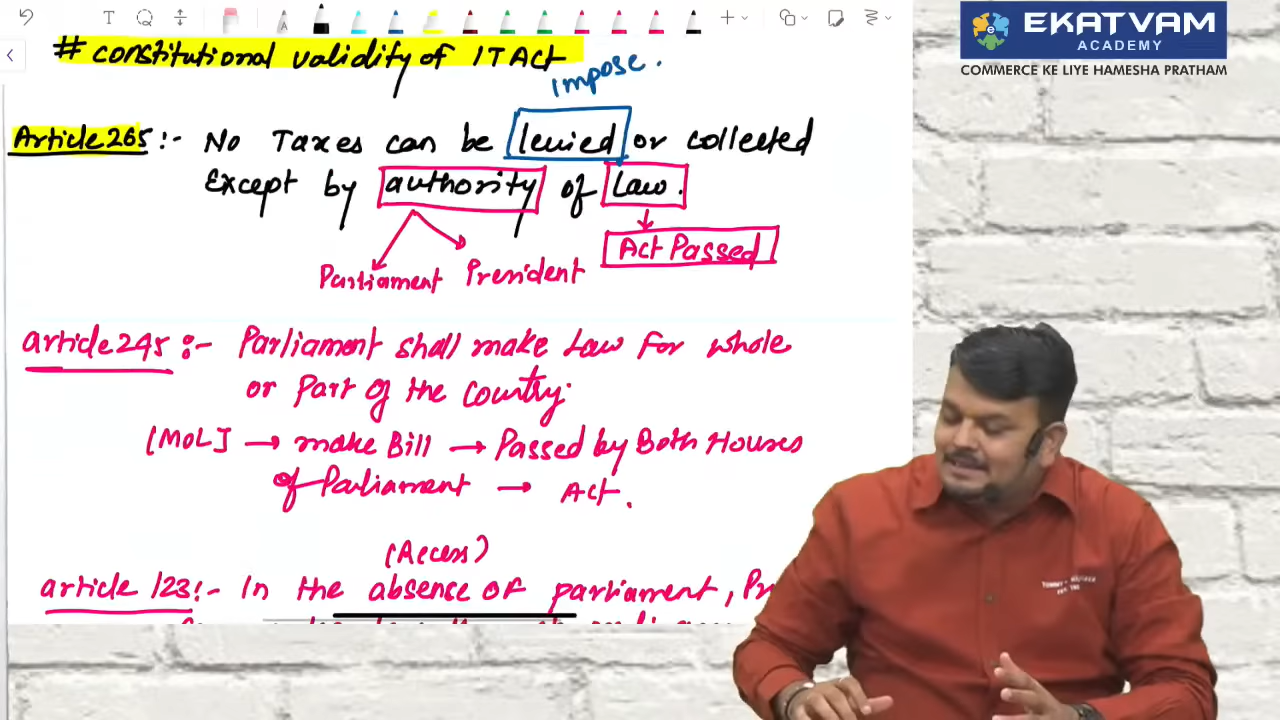 EKATVAM
ACADEMY
COMMERCE KE LIYE HAMESHA PRATHAM
# constitutional validity of IT Act
impose.
Article 265 :- No Taxes can be levied or collected
Except by authority of Law.
Act Passed
Parliament President
article 245 :- Parliament shall make Law for whole
or Part of the Country.
[MOL] → make Bill → Passed by Both Houses
of Parliament → Act.
(Access)
article 123 :- In the absence of parliament, Pr